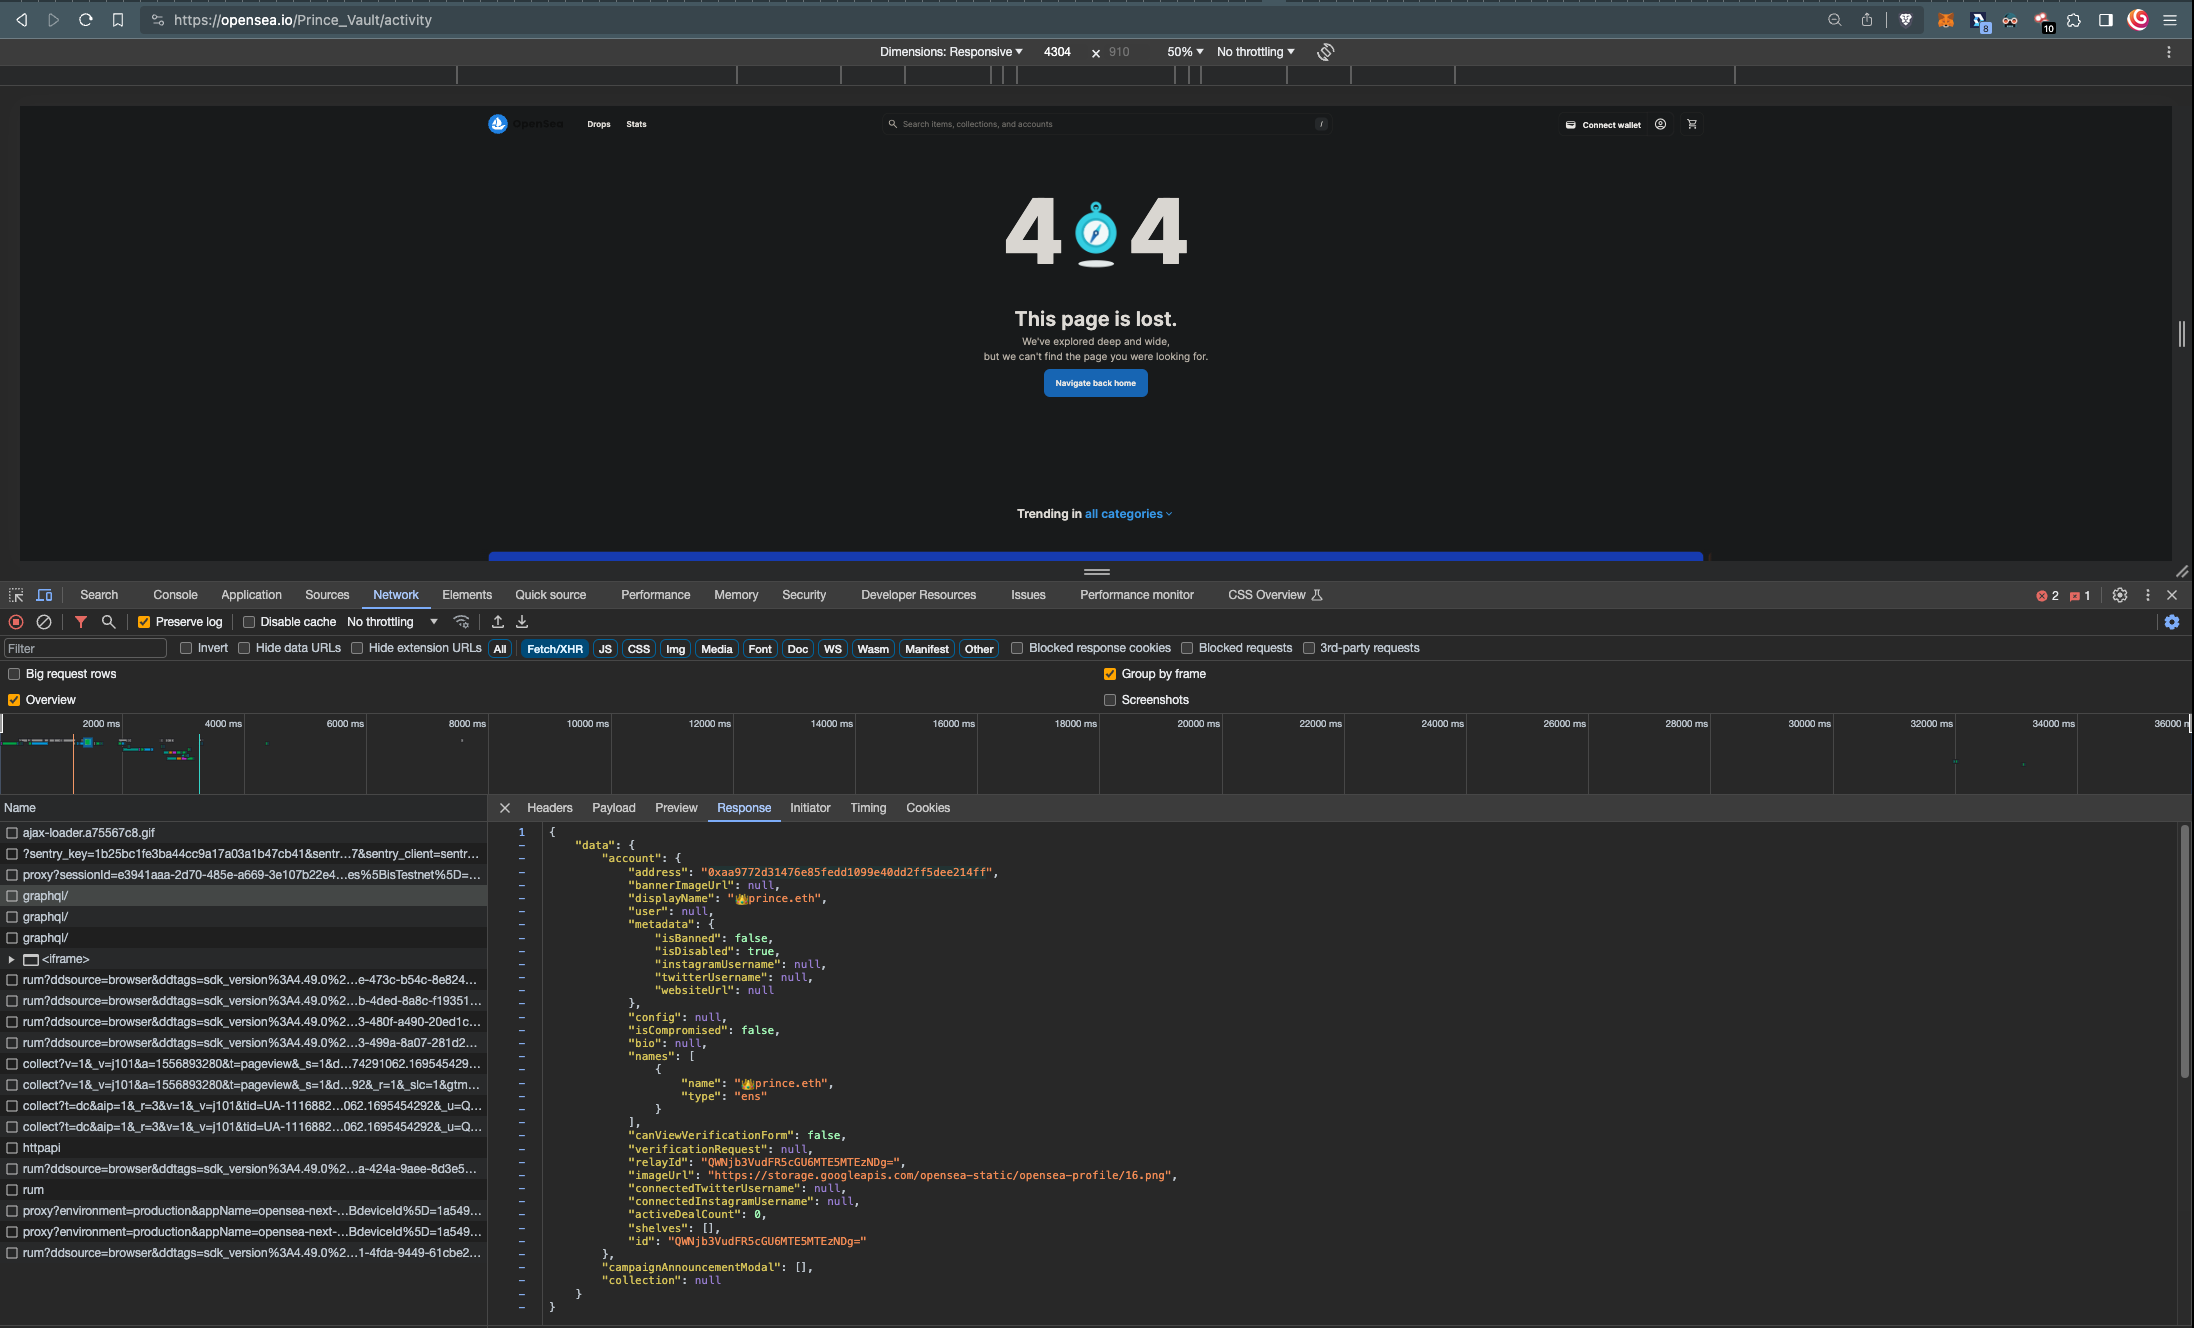 https://opensea.io/Prince_Vault/activity
8
10
Dimensions: Responsive 4304 × 910 50% No throttling
OpenSea Drops Stats Search items, collections, and accounts / Connect wallet
4 4
This page is lost.
We've explored deep and wide,
but we can't find the page you were looking for.
Navigate back home
Trending in all categories
Search Console Application Sources Network Elements Quick source Performance Memory Security Developer Resources Issues Performance monitor CSS Overview 2 1
Preserve log Disable cache No throttling
Filter Invert Hide data URLs Hide extension URLs All Fetch/XHR JS CSS Img Media Font Doc WS Wasm Manifest Other Blocked response cookies Blocked requests 3rd-party requests
Big request rows Group by frame
Overview Screenshots
2000 ms 4000 ms 6000 ms 8000 ms 10000 ms 12000 ms 14000 ms 16000 ms 18000 ms 20000 ms 22000 ms 24000 ms 26000 ms 28000 ms 30000 ms 32000 ms 34000 ms 36000 m
Name
ajax-loader.a75567c8.gif
?sentry_key=1b25bc1fe3ba44cc9a17a03a1b47cb41&sentr…7&sentry_client=sentr…
proxy?sessionId=e3941aaa-2d70-485e-a669-3e107b22e4…es%5BisTestnet%5D=…
graphql/
graphql/
graphql/
<iframe>
rum?ddsource=browser&ddtags=sdk_version%3A4.49.0%2…e-473c-b54c-8e824…
rum?ddsource=browser&ddtags=sdk_version%3A4.49.0%2…b-4ded-8a8c-f19351…
rum?ddsource=browser&ddtags=sdk_version%3A4.49.0%2…3-480f-a490-20ed1c…
rum?ddsource=browser&ddtags=sdk_version%3A4.49.0%2…3-499a-8a07-281d2…
collect?v=1&_v=j101&a=1556893280&t=pageview&_s=1&d…74291062.169545429…
collect?v=1&_v=j101&a=1556893280&t=pageview&_s=1&d…92&_r=1&_slc=1&gtm…
collect?t=dc&aip=1&_r=3&v=1&_v=j101&tid=UA-1116882…062.1695454292&_u=Q…
collect?t=dc&aip=1&_r=3&v=1&_v=j101&tid=UA-1116882…062.1695454292&_u=Q…
httpapi
rum?ddsource=browser&ddtags=sdk_version%3A4.49.0%2…a-424a-9aee-8d3e5…
rum
proxy?environment=production&appName=opensea-next-…BdeviceId%5D=1a549…
proxy?environment=production&appName=opensea-next-…BdeviceId%5D=1a549…
rum?ddsource=browser&ddtags=sdk_version%3A4.49.0%2…1-4fda-9449-61cbe2…
Headers Payload Preview Response Initiator Timing Cookies
1 {
"data": {
"account": {
"address": "0xaa9772d31476e85fedd1099e40dd2ff5dee214ff",
"bannerImageUrl": null,
"displayName": "👑prince.eth",
"user": null,
"metadata": {
"isBanned": false,
"isDisabled": true,
"instagramUsername": null,
"twitterUsername": null,
"websiteUrl": null
},
"config": null,
"isCompromised": false,
"bio": null,
"names": [
{
"name": "👑prince.eth",
"type": "ens"
}
],
"canViewVerificationForm": false,
"verificationRequest": null,
"relayId": "QWNjb3VudFR5cGU6MTE5MTEzNDg=",
"imageUrl": "https://storage.googleapis.com/opensea-static/opensea-profile/16.png",
"connectedTwitterUsername": null,
"connectedInstagramUsername": null,
"activeDealCount": 0,
"shelves": [],
"id": "QWNjb3VudFR5cGU6MTE5MTEzNDg="
},
"campaignAnnouncementModal": [],
"collection": null
}
}